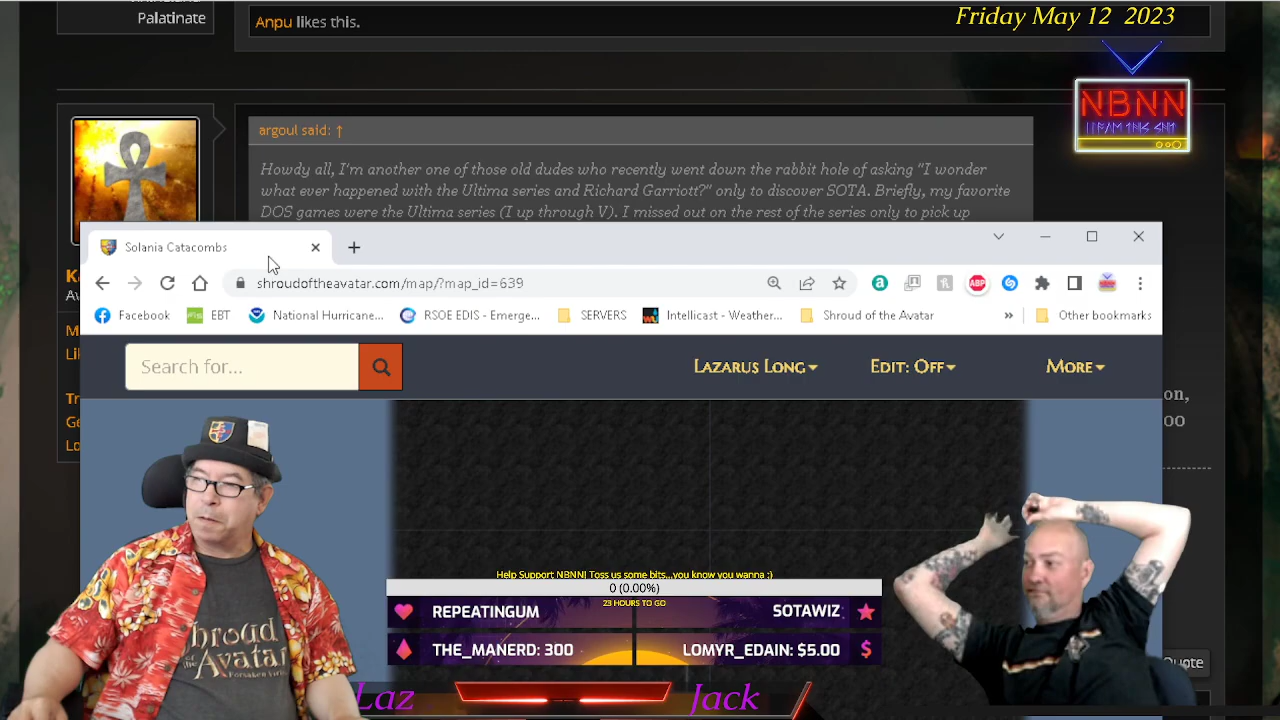 Palatinate
Anpu likes this.
Friday May 12 2023
NBNN
argoul said: ↑
Howdy all, I'm another one of those old dudes who recently went down the rabbit hole of asking "I wonder
what ever happened with the Ultima series and Richard Garriott?" only to discover SOTA. Briefly, my favorite
DOS games were the Ultima series (I up through V). I missed out on the rest of the series only to pick up
Solania Catacombs
shroudoftheavatar.com/map/?map_id=639
Facebook EBT National Hurricane... RSOE EDIS - Emerge... SERVERS Intellicast - Weather... Shroud of the Avatar » Other bookmarks
ABP
Search for... Lazarus Long Edit: Off More
on,
oo
Help Support NBNN! Toss us some bits...you know you wanna :)
0 (0.00%)
23 HOURS TO GO
REPEATINGUM SOTAWIZ
THE_MANERD: 300 LOMYR_EDAIN: $5.00
Shroud
of the
Avatar
Quote
Laz Jack